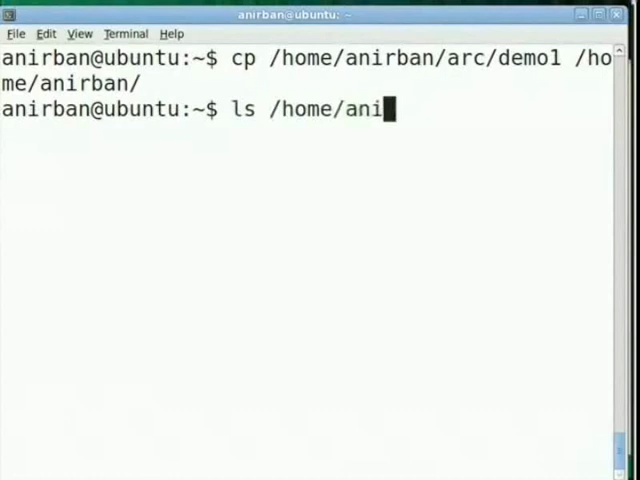 anirban@ubuntu: ~
File Edit View Terminal Help
anirban@ubuntu:~$ cp /home/anirban/arc/demo1 /ho
me/anirban/
anirban@ubuntu:~$ ls /home/ani